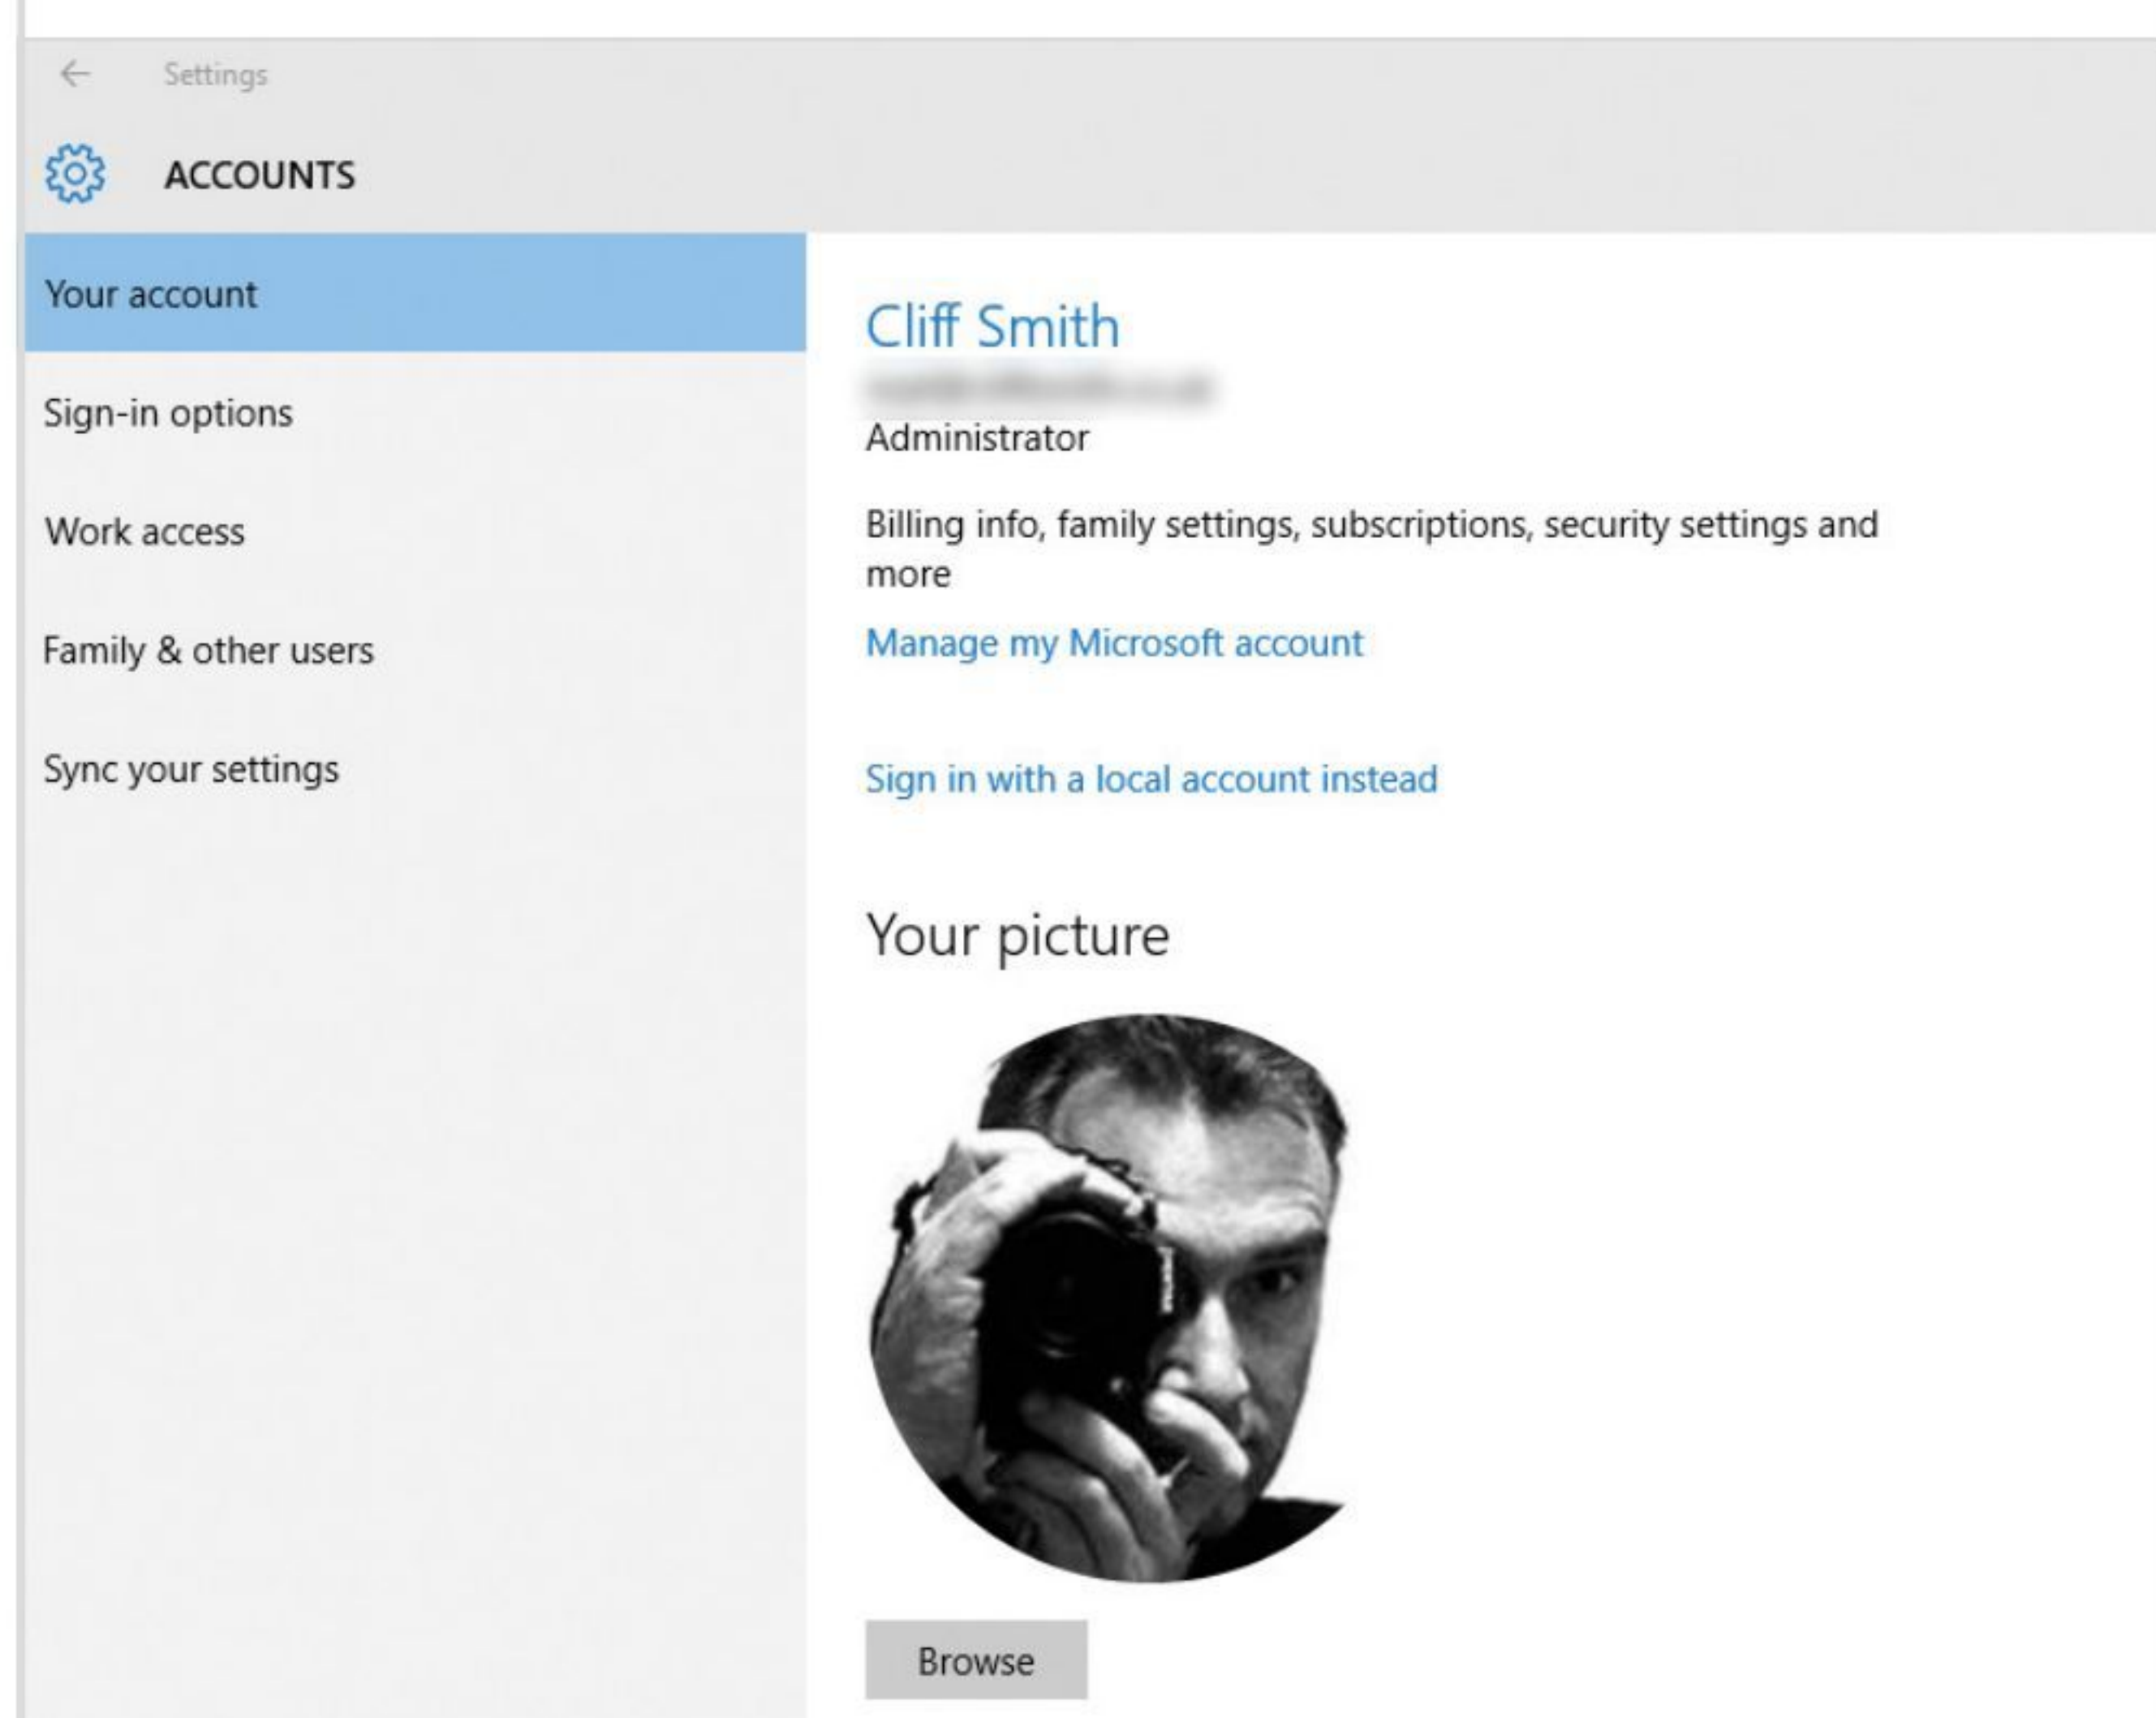 Settings
ACCOUNTS
Your account
Sign-in options
Work access
Family & other users
Sync your settings
Cliff Smith
Administrator
Billing info, family settings, subscriptions, security settings and
more
Manage my Microsoft account
Sign in with a local account instead
Your picture
Browse